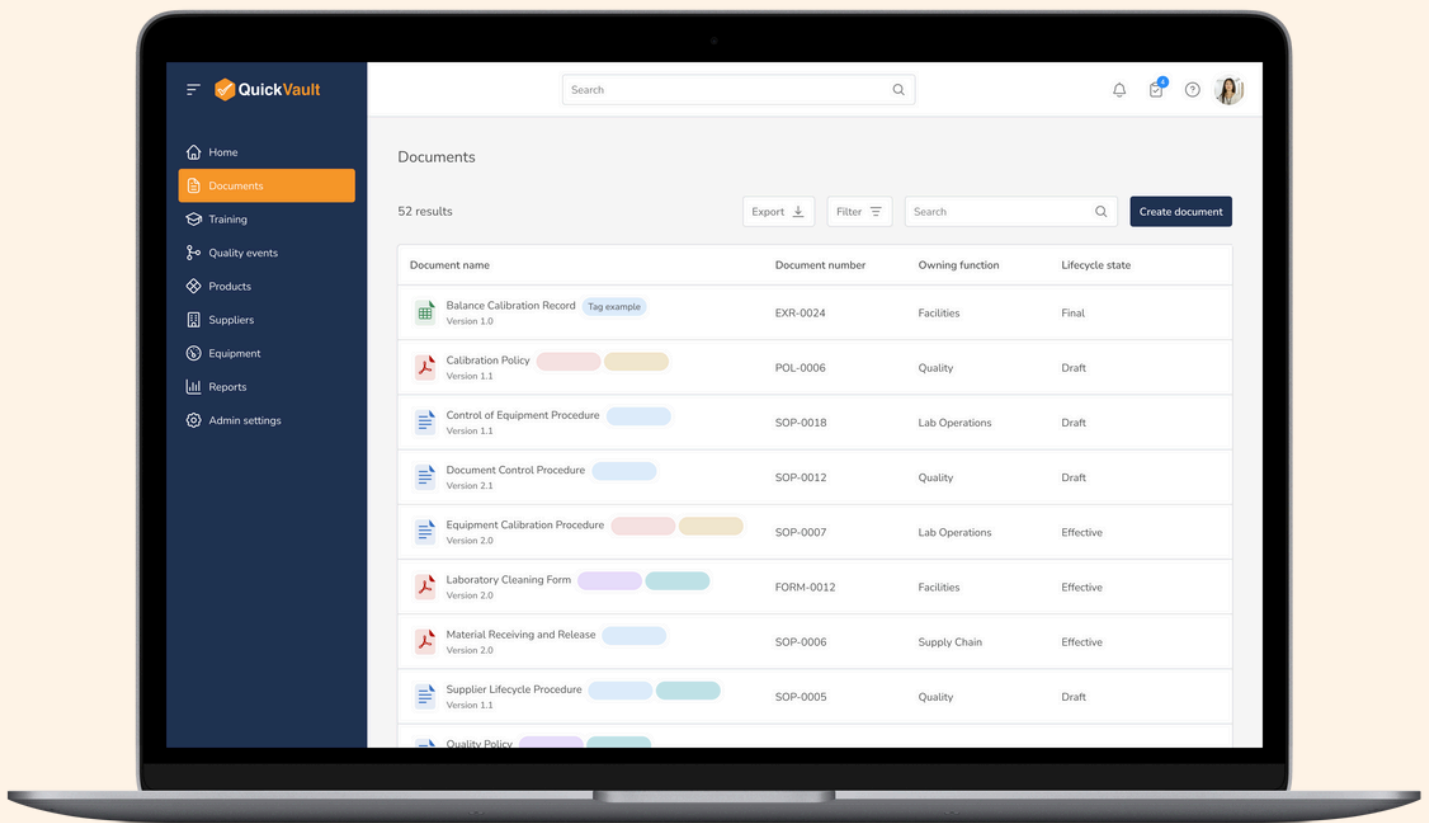 QuickVault
Search
4
Home
Documents
Training
Quality events
Products
Suppliers
Equipment
Reports
Admin settings
Documents
52 results
Export
Filter
Search
Create document
Document name Document number Owning function Lifecycle state
Balance Calibration Record Tag example
Version 1.0
EXR-0024 Facilities Final
Calibration Policy
Version 1.1
POL-0006 Quality Draft
Control of Equipment Procedure
Version 1.1
SOP-0018 Lab Operations Draft
Document Control Procedure
Version 2.1
SOP-0012 Quality Draft
Equipment Calibration Procedure
Version 2.0
SOP-0007 Lab Operations Effective
Laboratory Cleaning Form
Version 2.0
FORM-0012 Facilities Effective
Material Receiving and Release
Version 2.0
SOP-0006 Supply Chain Effective
Supplier Lifecycle Procedure
Version 1.1
SOP-0005 Quality Draft
Quality Policy